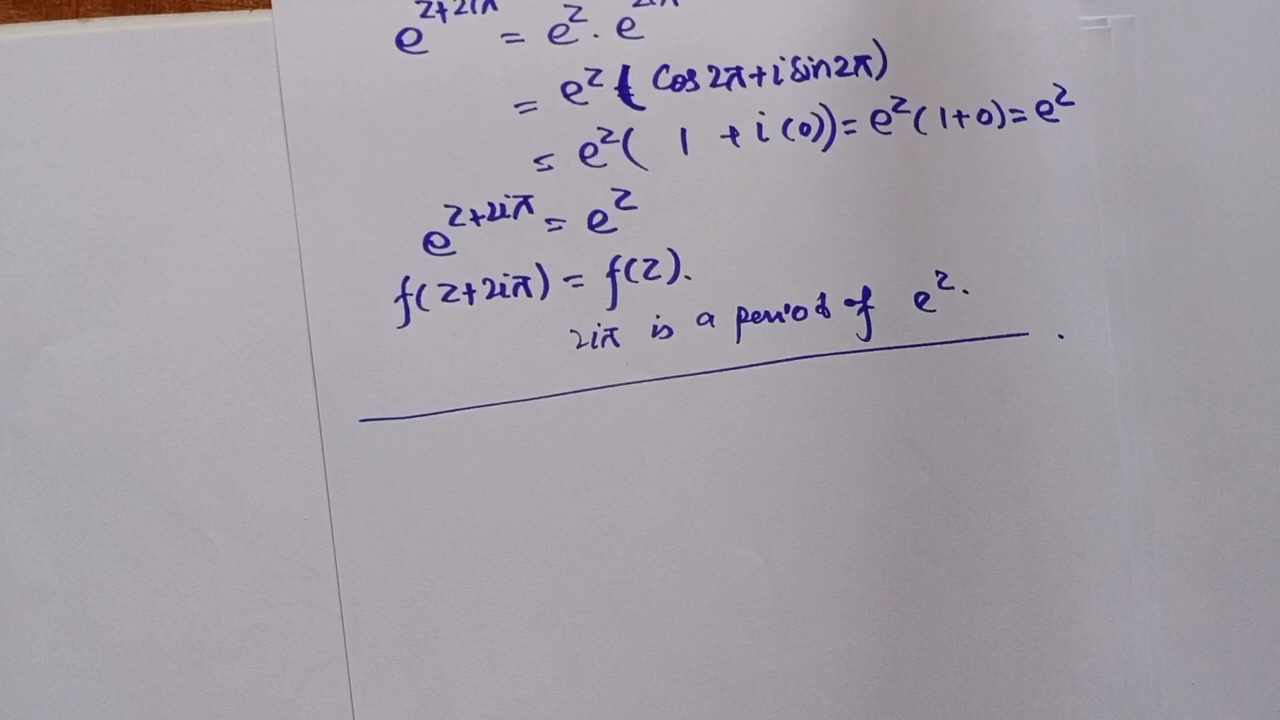 e^{z+2iπ} = e^z . e^{2iπ}
= e^z ( cos 2π + i sin 2π)
= e^z ( 1 + i (0)) = e^z (1+0) = e^z
e^{z+2iπ} = e^z
f(z+2iπ) = f(z).
2iπ is a period of e^z.